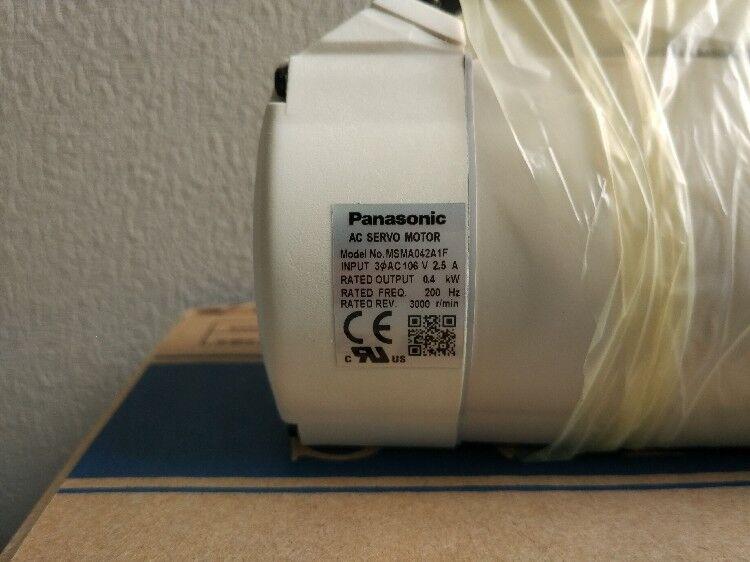 Panasonic
AC SERVO MOTOR
Model No.MSMA042A1F
INPUT 3ϕAC106 V 2.5 A
RATED OUTPUT 0.4 kW
RATED FREQ. 200 Hz
RATED REV. 3000 r/min
CE
c RU US